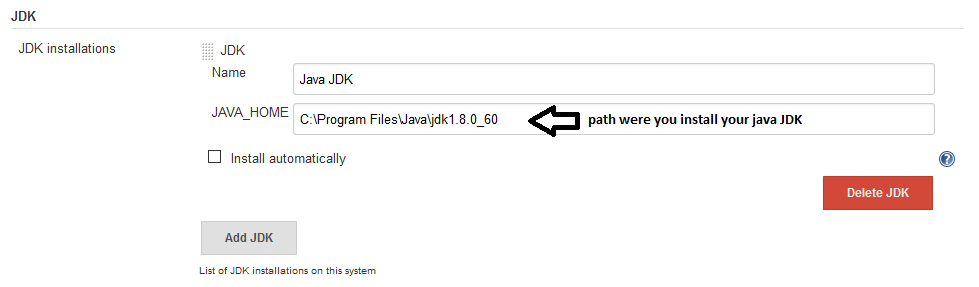 JDK
JDK installations
JDK
Name
Java JDK
JAVA_HOME
C:\Program Files\Java\jdk1.8.0_60
path were you install your java JDK
Install automatically
?
Delete JDK
Add JDK
List of JDK installations on this system